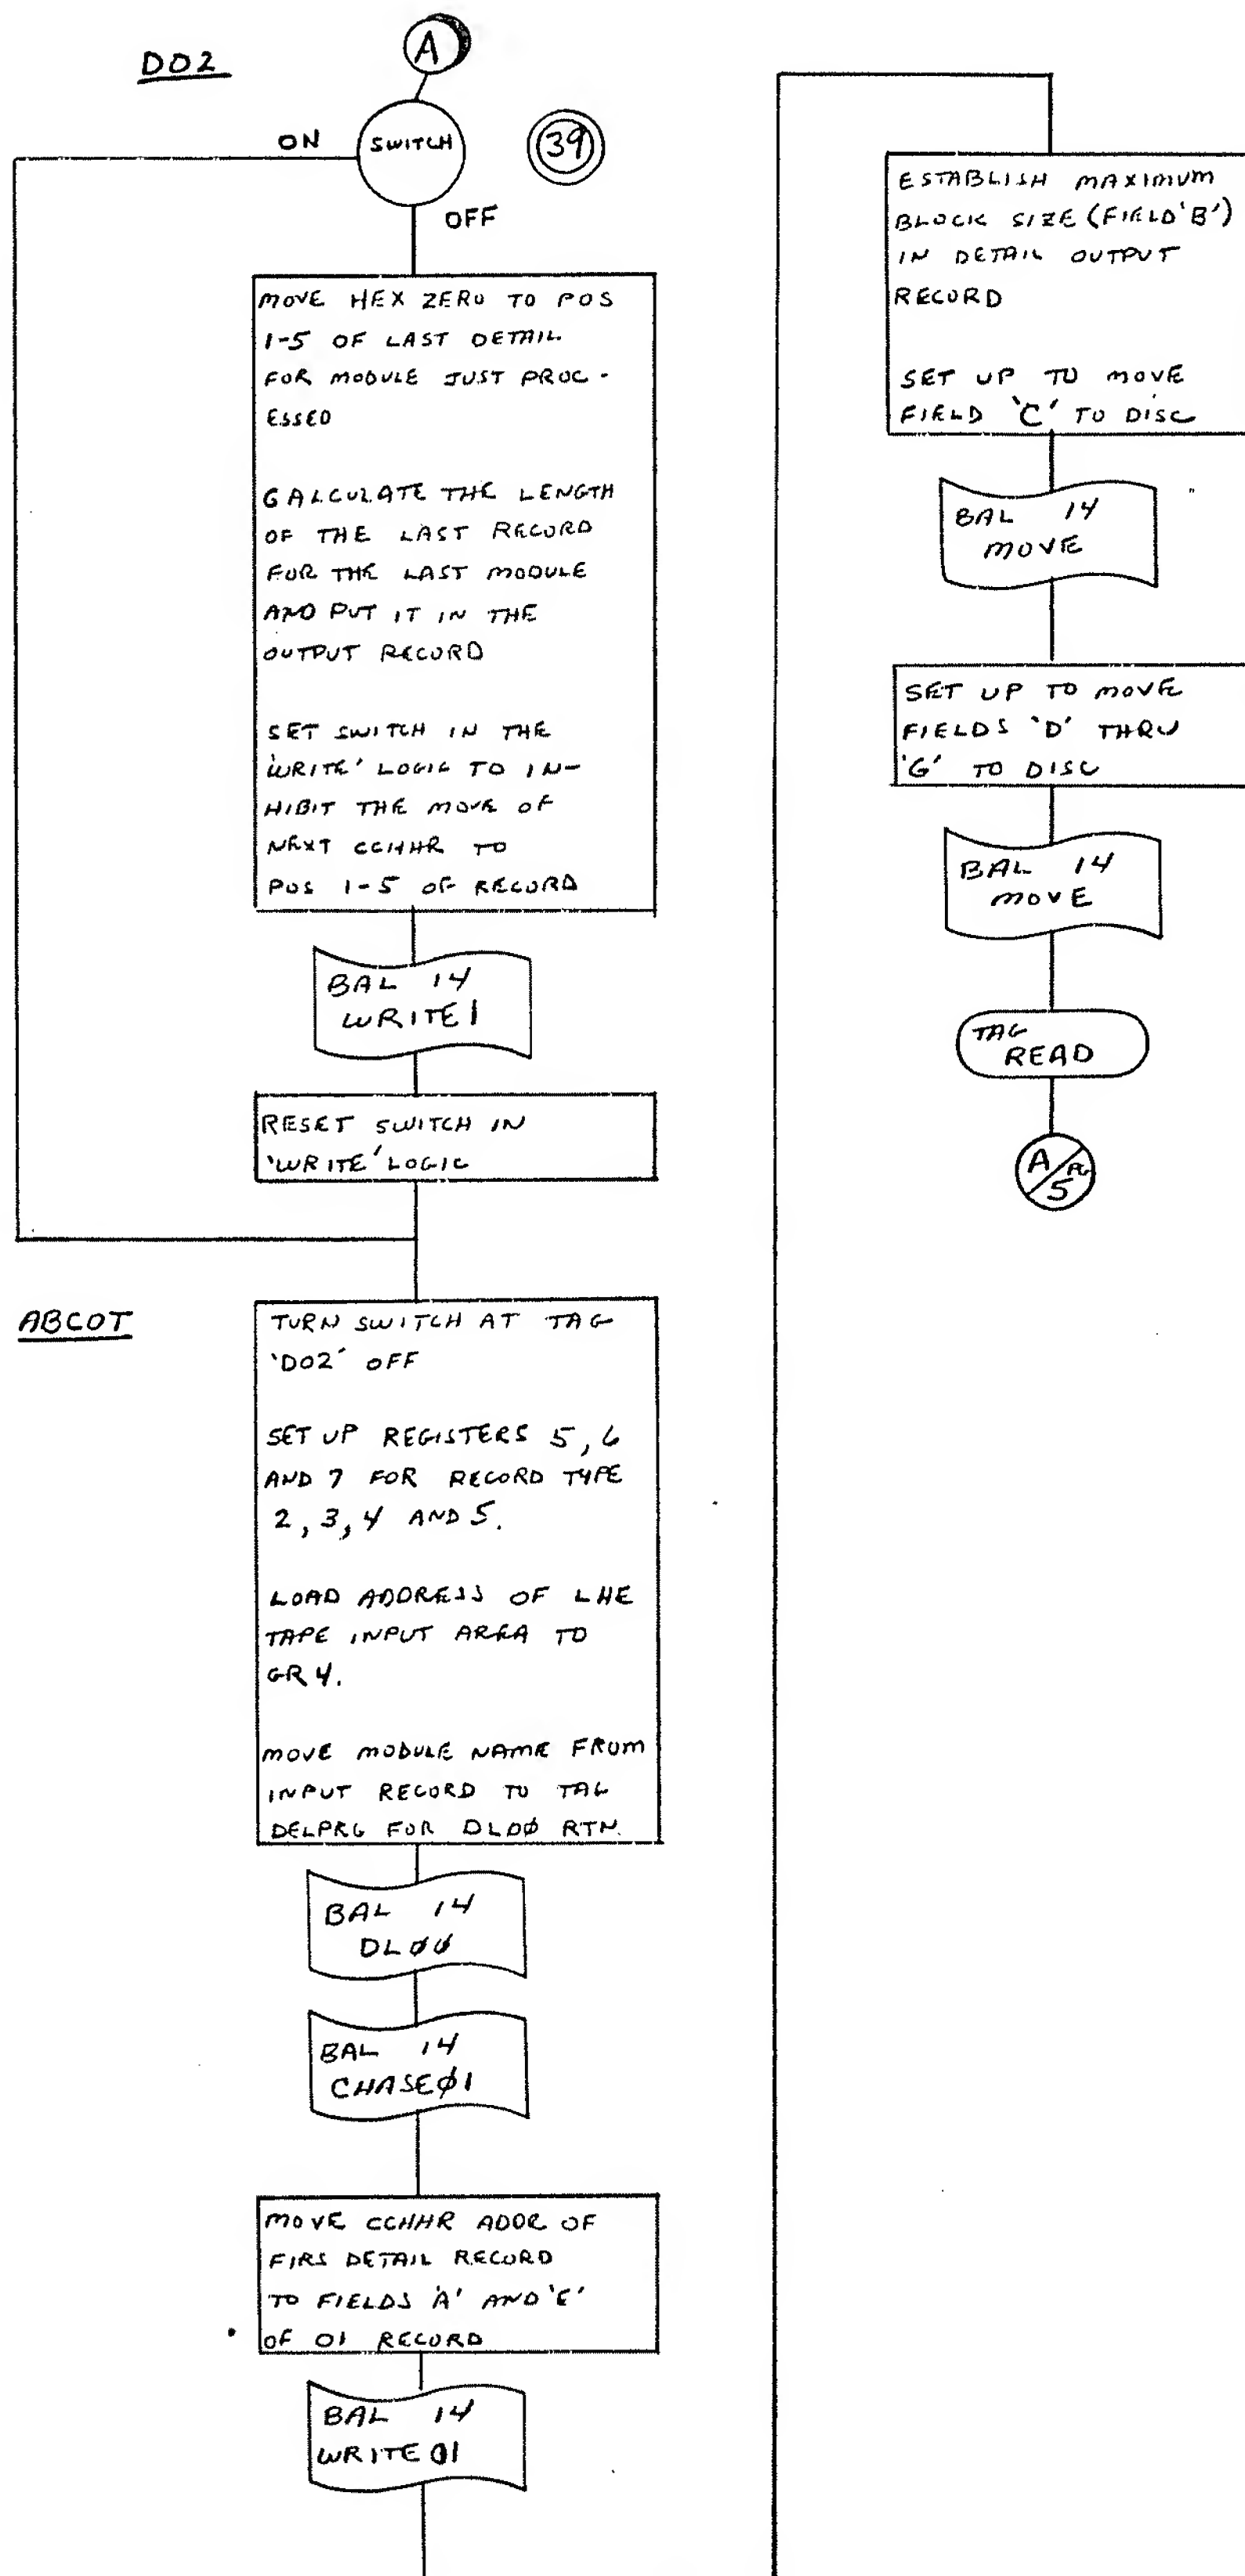 DO2
A
ON
SWITCH
39
OFF
MOVE HEX ZERO TO POS
1-5 OF LAST DETAIL
FOR MODULE JUST PROC-
ESSED
CALCULATE THE LENGTH
OF THE LAST RECORD
FOR THE LAST MODULE
AND PUT IT IN THE
OUTPUT RECORD
SET SWITCH IN THE
'WRITE' LOGIC TO IN-
HIBIT THE MOVE OF
NEXT CCHHR TO
POS 1-5 OF RECORD
BAL 14
WRITE1
RESET SWITCH IN
'WRITE' LOGIC
ABCOT
TURN SWITCH AT TAG
'DO2' OFF
SET UP REGISTERS 5, 6
AND 7 FOR RECORD TYPE
2, 3, 4 AND 5.
LOAD ADDRESS OF LHE
TAPE INPUT AREA TO
GR 4.
MOVE MODULE NAME FROM
INPUT RECORD TO TAG
DELPRG FOR DLOØ RTN.
BAL 14
DLØØ
BAL 14
CHASEØ1
MOVE CCHHR ADDR OF
FIRS DETAIL RECORD
TO FIELDS 'A' AND 'E'
OF 01 RECORD
BAL 14
WRITE 01
ESTABLISH MAXIMUM
BLOCK SIZE (FIELD 'B')
IN DETAIL OUTPUT
RECORD
SET UP TO MOVE
FIELD 'C' TO DISC
BAL 14
MOVE
SET UP TO MOVE
FIELDS 'D' THRU
'G' TO DISC
BAL 14
MOVE
TAG
READ
A/PG
5